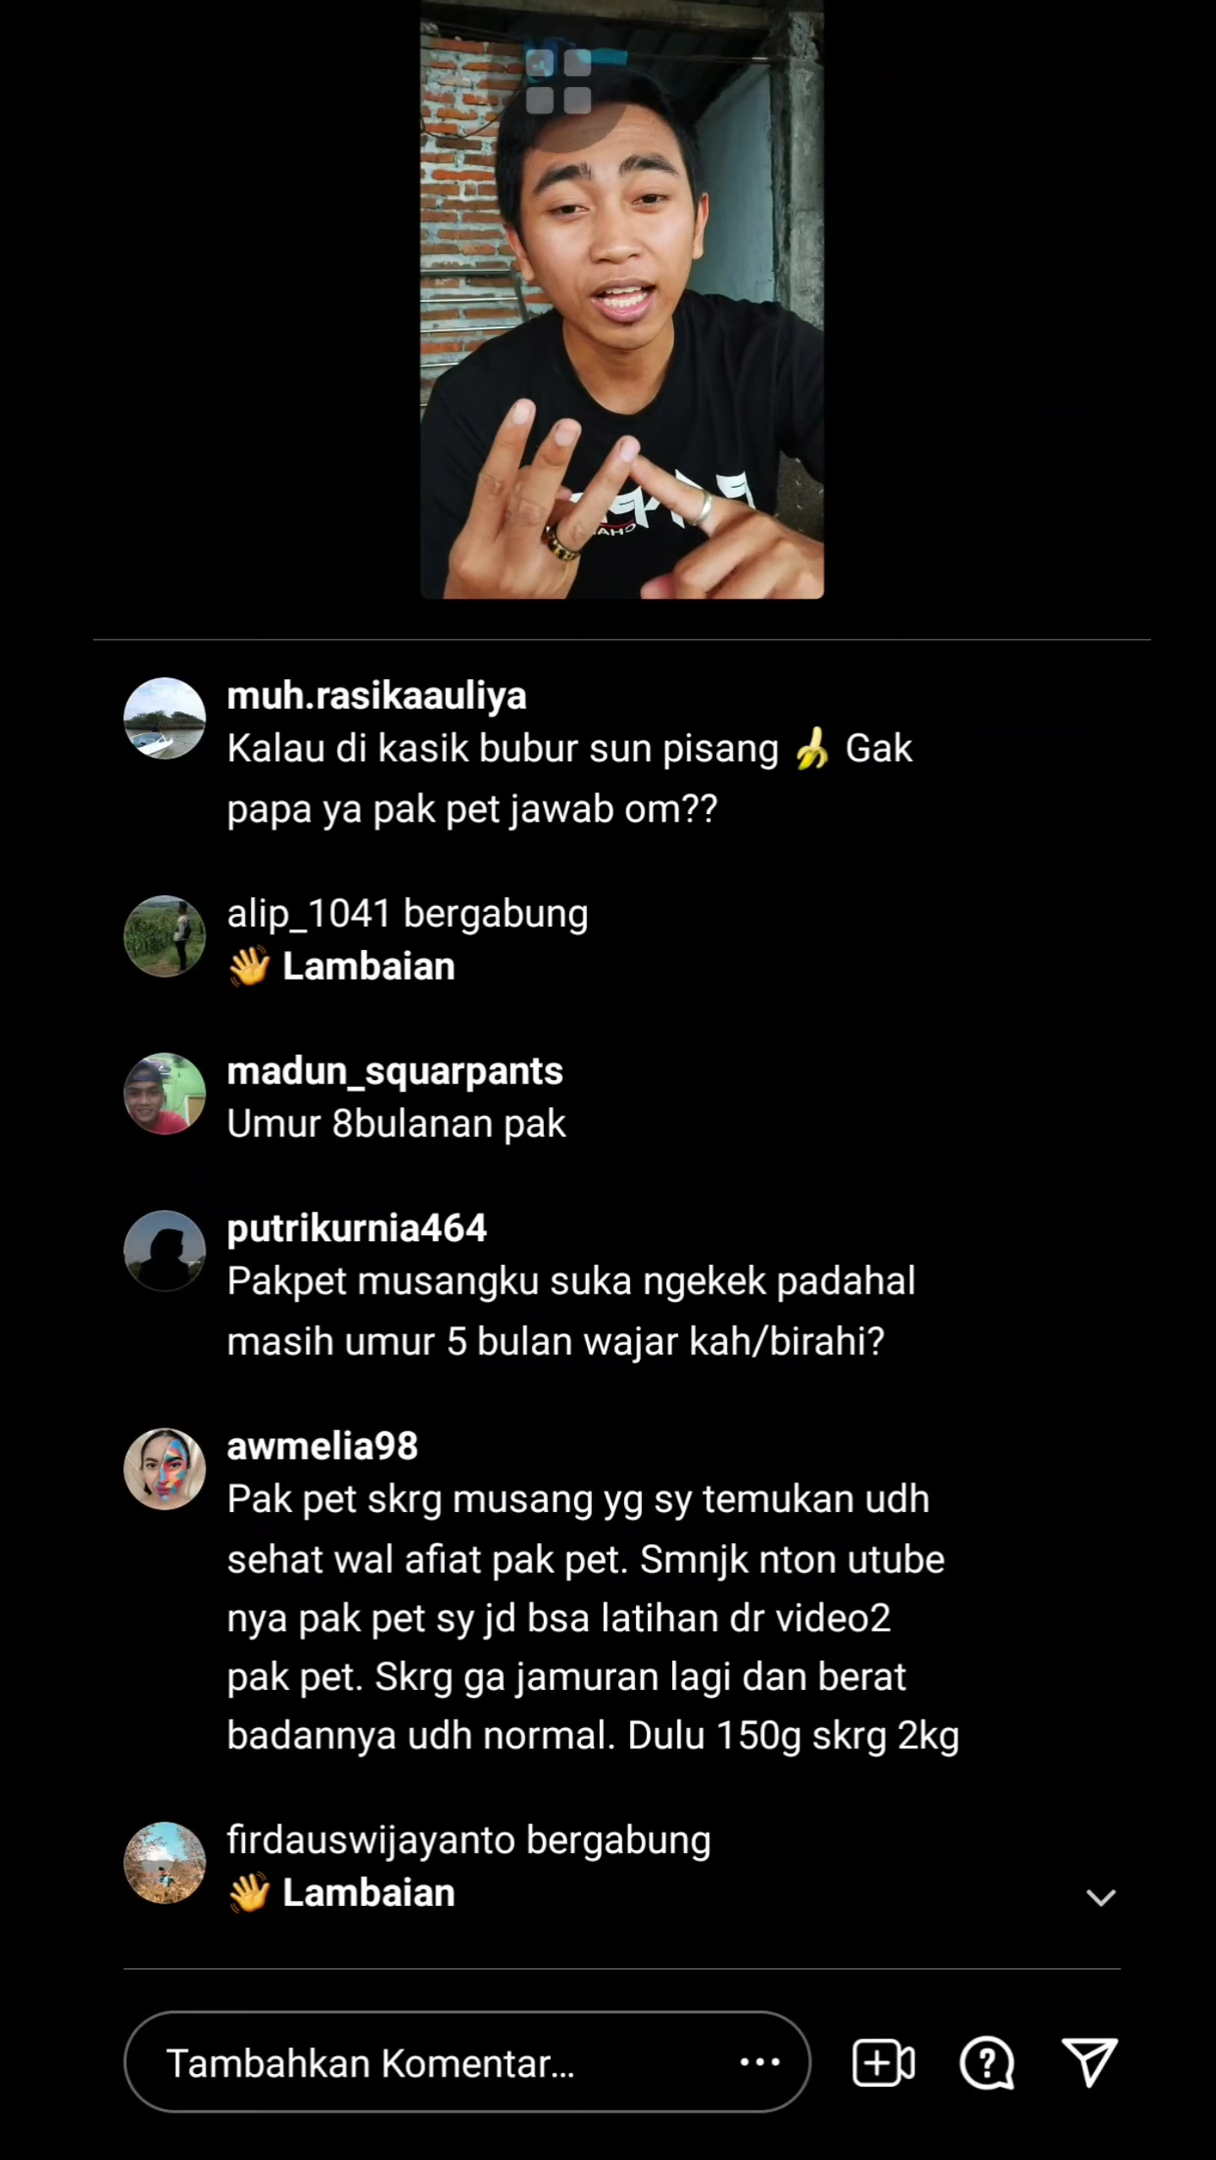 muh.rasikaauliya
Kalau di kasik bubur sun pisang 🍌 Gak
papa ya pak pet jawab om??
alip_1041 bergabung
👋 Lambaian
madun_squarpants
Umur 8bulanan pak
putrikurnia464
Pakpet musangku suka ngekek padahal
masih umur 5 bulan wajar kah/birahi?
awmelia98
Pak pet skrg musang yg sy temukan udh
sehat wal afiat pak pet. Smnjk nton utube
nya pak pet sy jd bsa latihan dr video2
pak pet. Skrg ga jamuran lagi dan berat
badannya udh normal. Dulu 150g skrg 2kg
firdauswijayanto bergabung
👋 Lambaian
Tambahkan Komentar...